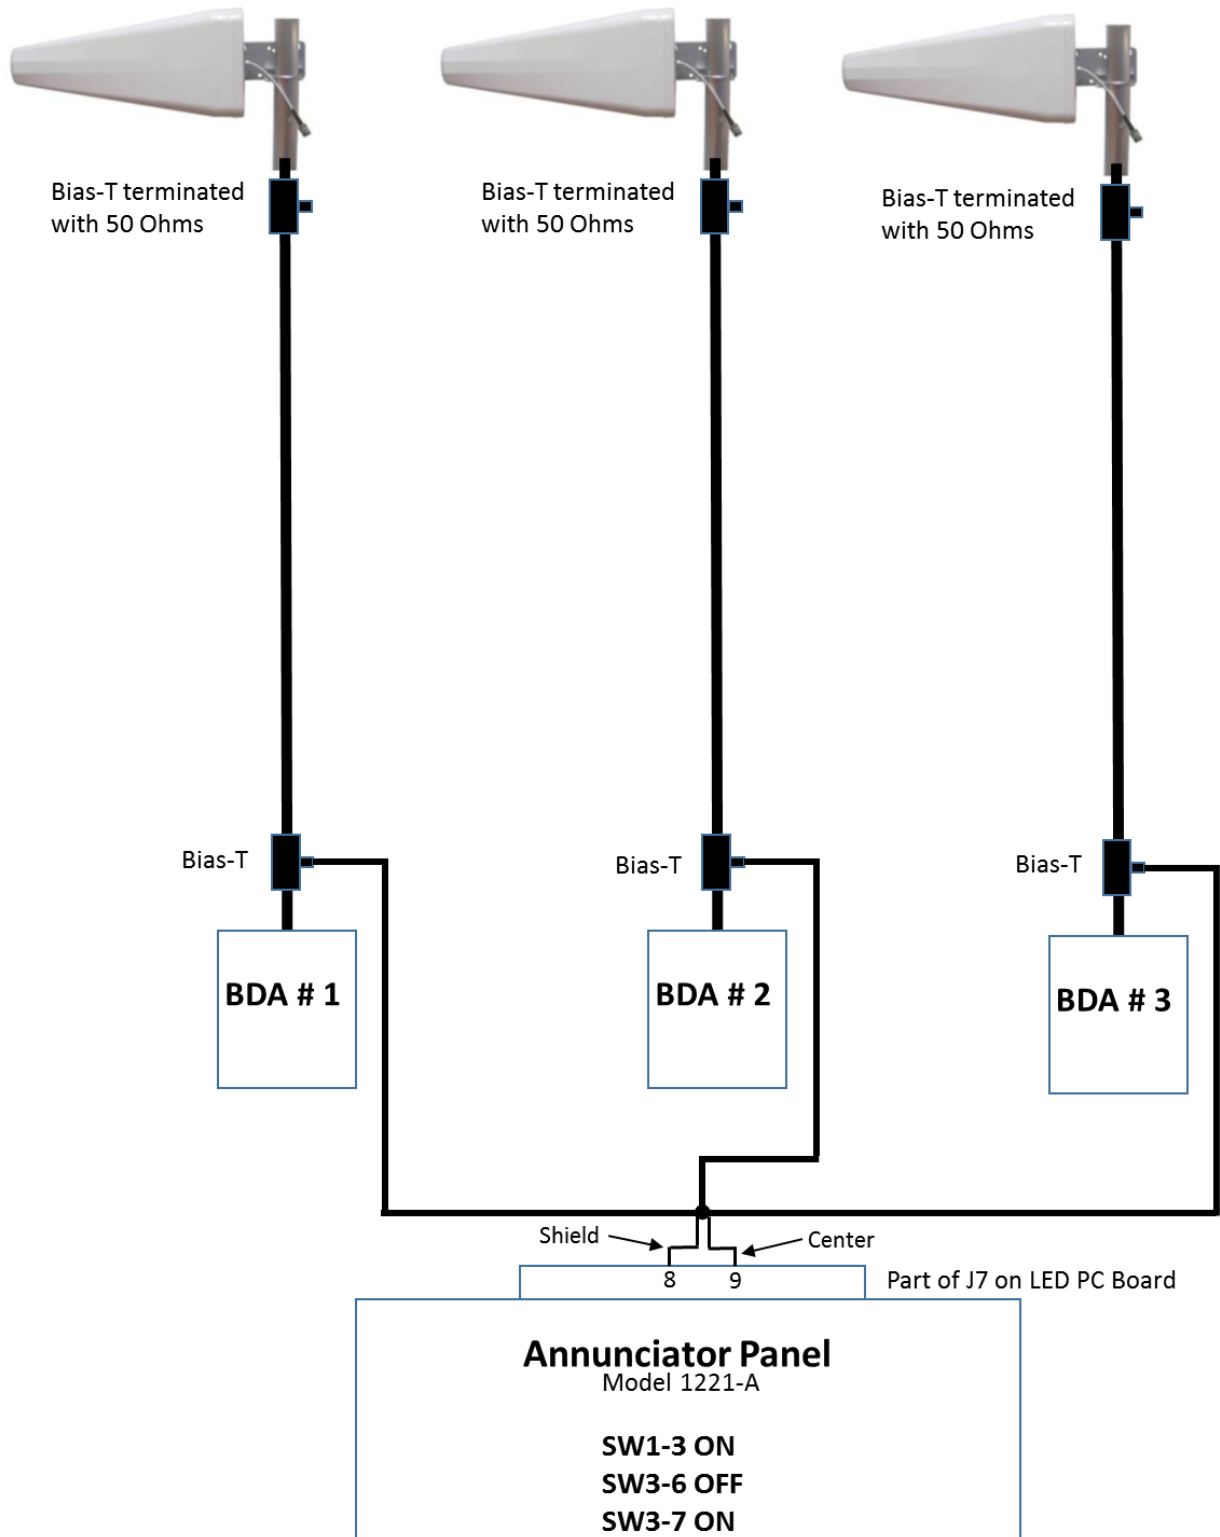 Bias-T terminated
with 50 Ohms
Bias-T terminated
with 50 Ohms
Bias-T terminated
with 50 Ohms
Bias-T
Bias-T
Bias-T
BDA # 1
BDA # 2
BDA # 3
Shield
Center
8
9
Part of J7 on LED PC Board
Annunciator Panel
Model 1221-A
SW1-3 ON
SW3-6 OFF
SW3-7 ON